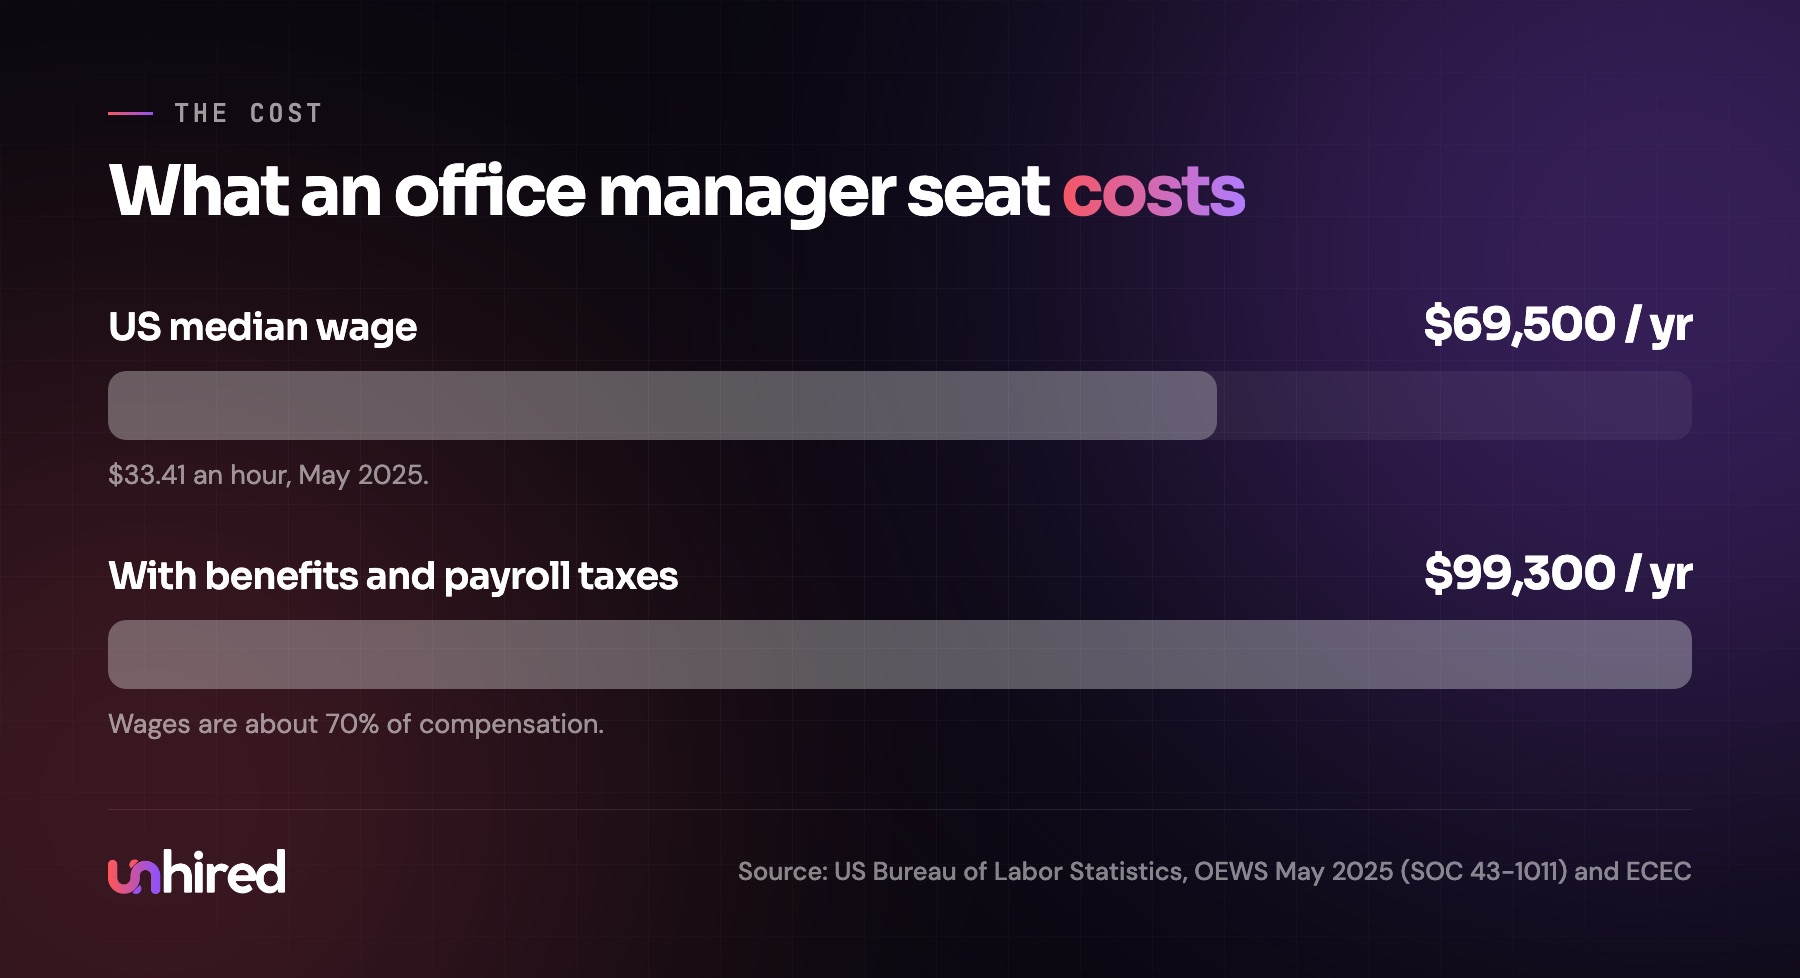 THE COST
What an office manager seat costs
US median wage
$69,500 / yr
$33.41 an hour, May 2025.
With benefits and payroll taxes
$99,300 / yr
Wages are about 70% of compensation.
unhired
Source: US Bureau of Labor Statistics, OEWS May 2025 (SOC 43-1011) and ECEC